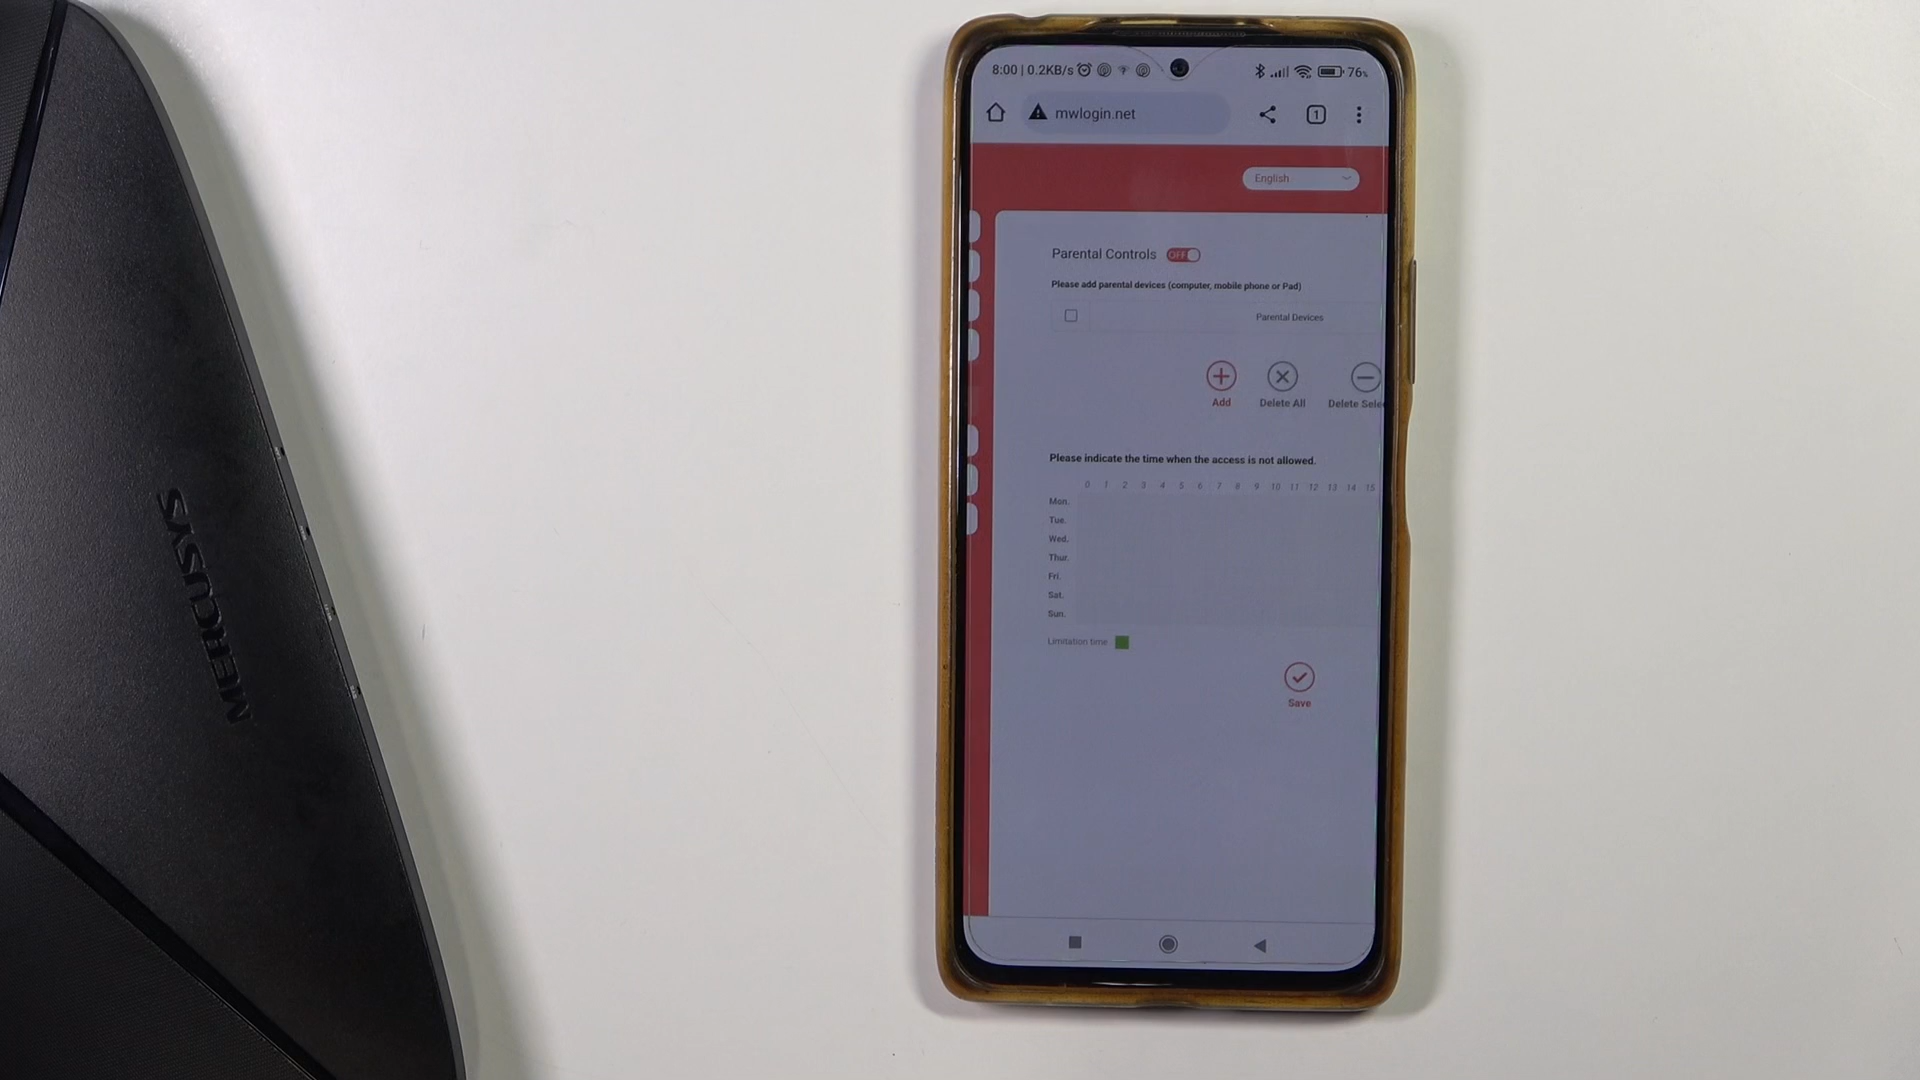 MERCUSYS
8:00 | 0.2KB/s
76%
mwlogin.net
1
English
Parental Controls OFF
Please add parental devices (computer, mobile phone or Pad)
Parental Devices
Add
Delete All
Delete Selec
Please indicate the time when the access is not allowed.
0 1 2 3 4 5 6 7 8 9 10 11 12 13 14 15
Mon.
Tue.
Wed.
Thur.
Fri.
Sat.
Sun.
Limitation time
Save